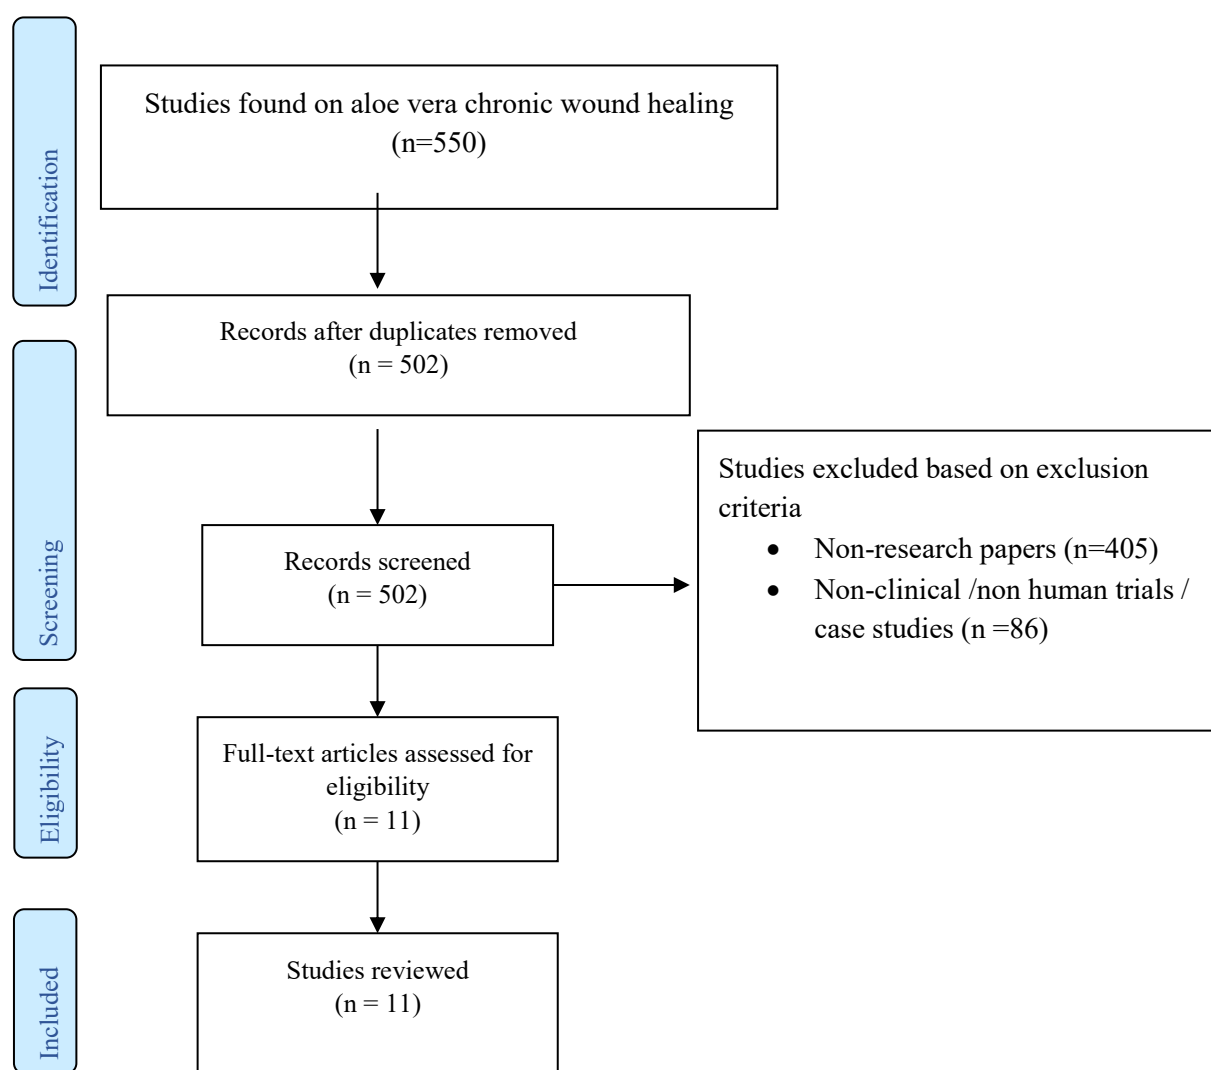 Identification
Studies found on aloe vera chronic wound healing
(n=550)
Records after duplicates removed
(n = 502)
Screening
Records screened
(n = 502)
Studies excluded based on exclusion
criteria
• Non-research papers (n=405)
• Non-clinical /non human trials /
case studies (n =86)
Eligibility
Full-text articles assessed for
eligibility
(n = 11)
Included
Studies reviewed
(n = 11)